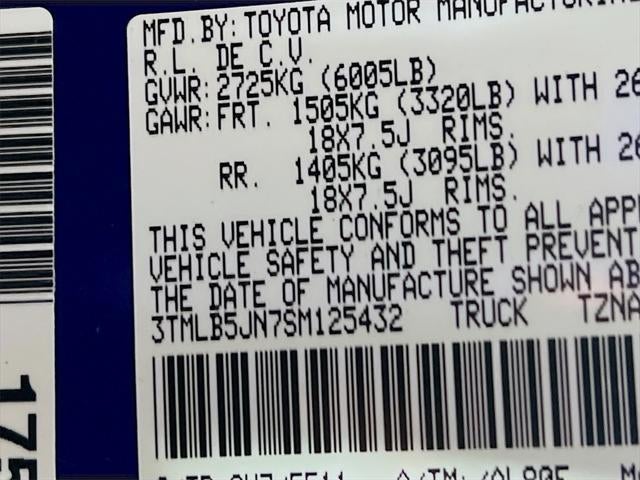 MFD.BY: TOYOTA MOTOR
R.L. DE C.V.
GVWR: 2725KG (6005LB)
GAWR: FRT. 1505KG (3320LB) WITH
18X7.5J RIMS.
RR. 1405KG (3095LB) WITH
18X7.5J RIMS.
THIS VEHICLE CONFORMS TO ALL
VEHICLE SAFETY AND THEFT
THE DATE OF MANUFACTURE SHOWN
3TMLB5JN7SM125432 TRUCK